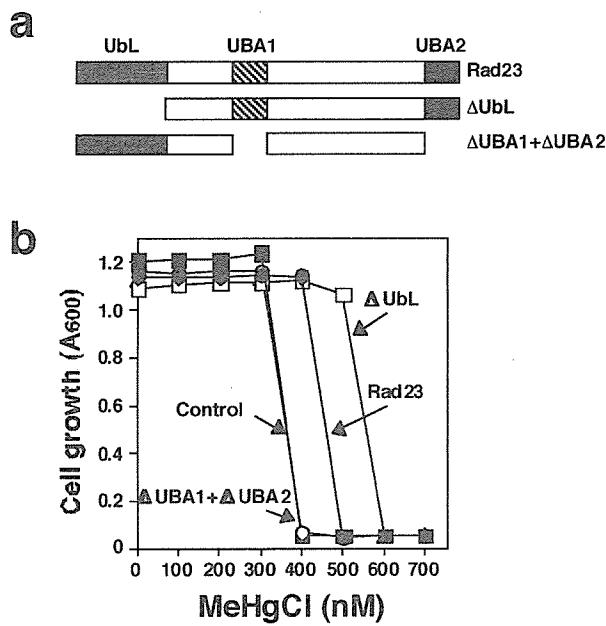 a
UbL UBA1 UBA2
Rad23
ΔUbL
ΔUBA1+ΔUBA2
b
Cell growth (A600)
1.2
1.0
0.8
0.6
0.4
0.2
0
ΔUbL
Rad23
Control
ΔUBA1+ΔUBA2
0 100 200 300 400 500 600 700
MeHgCl (nM)